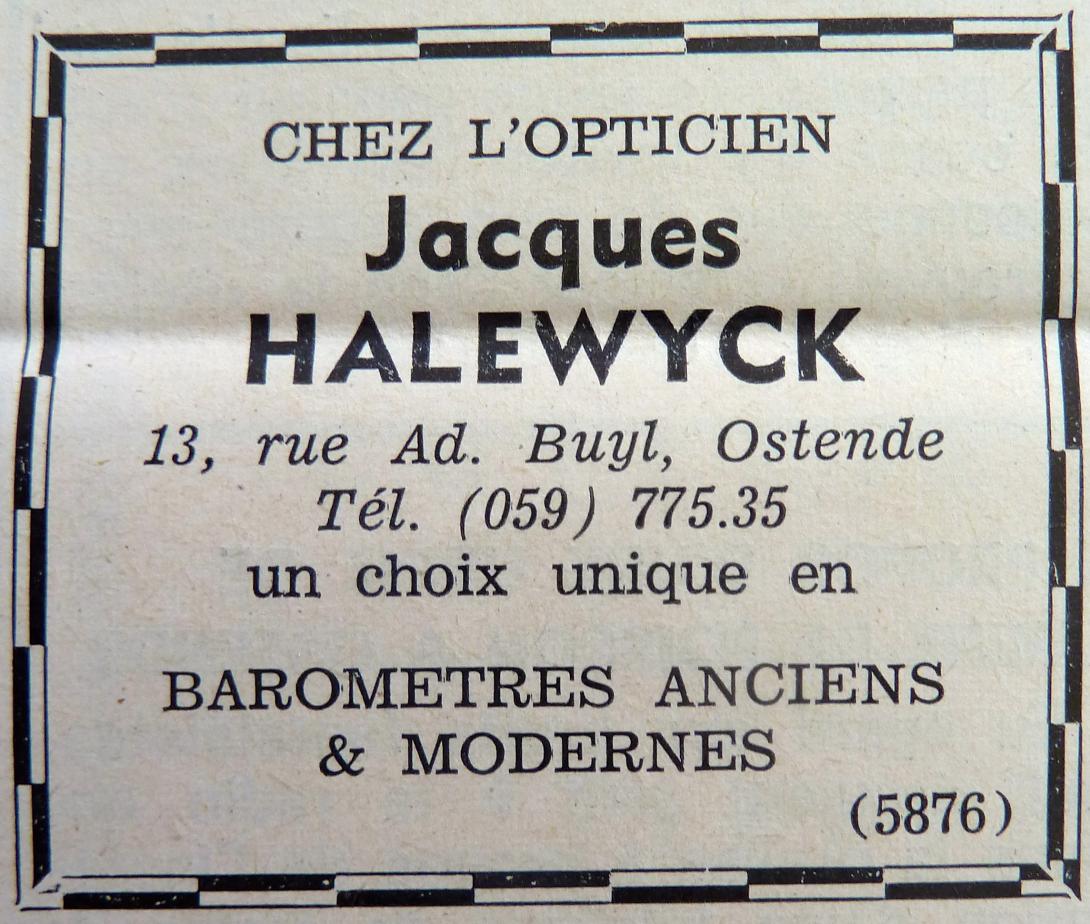 CHEZ L'OPTICIEN
Jacques
HALEWYCK
13, rue Ad. Buyl, Ostende
Tél. (059) 775.35
un choix unique en
BAROMETRES ANCIENS
& MODERNES
(5876)